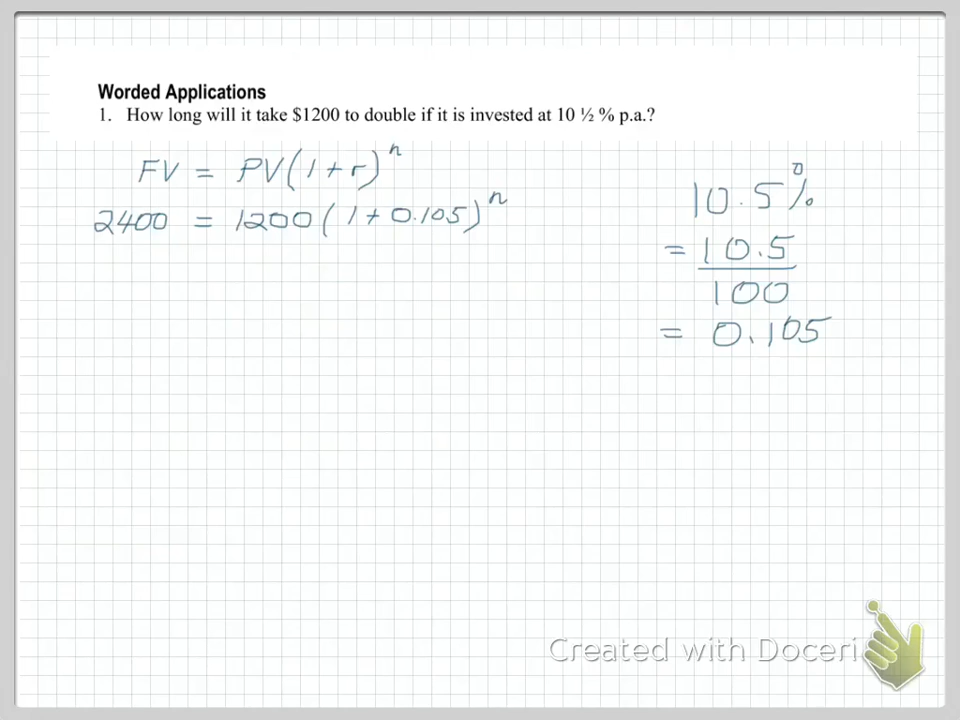 Worded Applications
1. How long will it take $1200 to double if it is invested at 10 ½ % p.a.?
FV = PV(1+r)^n
2400 = 1200(1+0.105)^n
10.5%
= 10.5
100
= 0.105
Created with Doceri